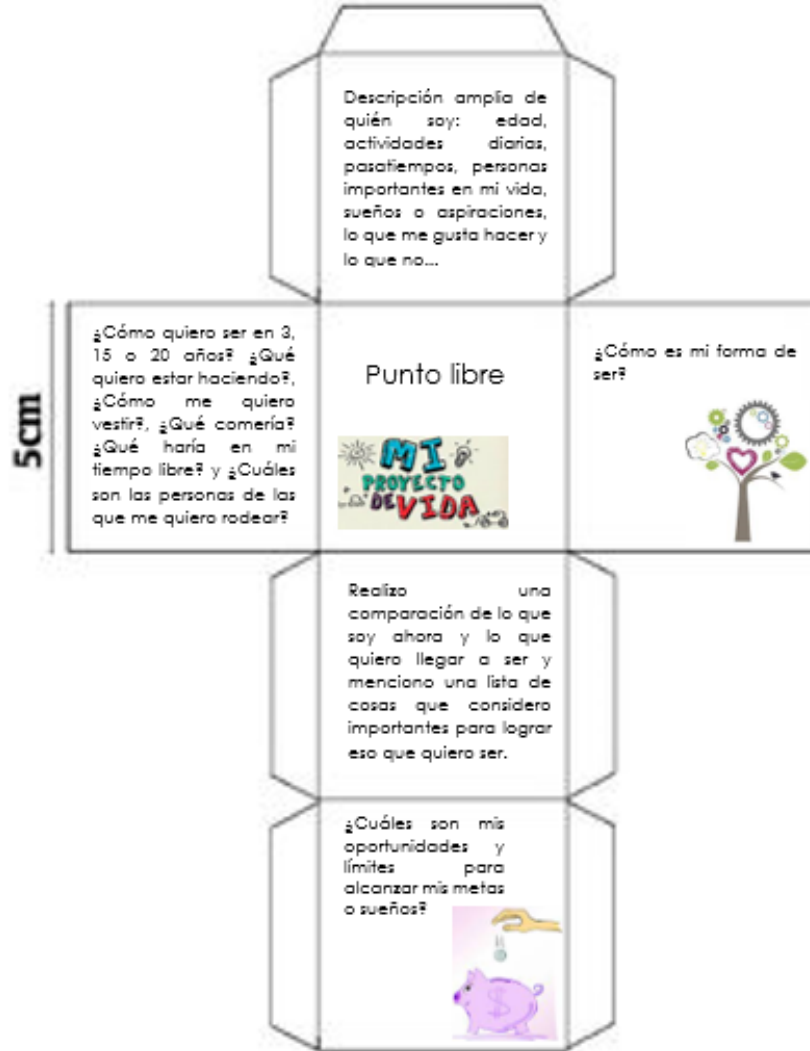 Descripción amplia de
quién soy: edad,
actividades diarias,
pasatiempos, personas
importantes en mi vida,
sueños o aspiraciones,
lo que me gusta hacer y
lo que no...
5cm
¿Cómo quiero ser en 3,
15 o 20 años? ¿Qué
quiero estar haciendo?,
¿Cómo me quiero
vestir?, ¿Qué comería?
¿Qué haría en mi
tiempo libre? y ¿Cuáles
son las personas de las
que me quiero rodear?
Punto libre
MI
PROYECTO
DE VIDA
¿Cómo es mi forma de
ser?
Realizo una
comparación de lo que
soy ahora y lo que
quiero llegar a ser y
menciono una lista de
cosas que considero
importantes para lograr
eso que quiero ser.
¿Cuáles son mis
oportunidades y
límites para
alcanzar mis metas
o sueños?
$